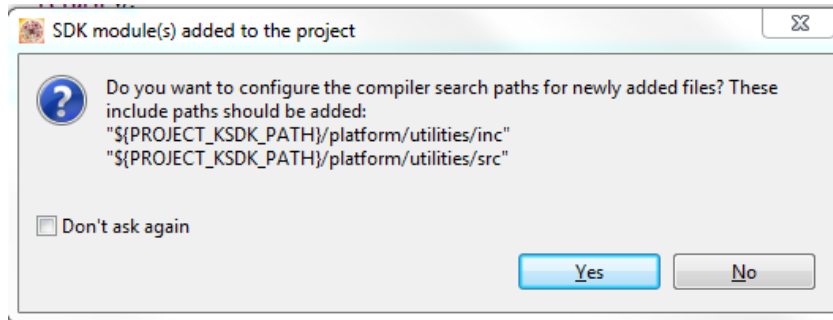 SDK module(s) added to the project
Do you want to configure the compiler search paths for newly added files? These
include paths should be added:
"${PROJECT_KSDK_PATH}/platform/utilities/inc"
"${PROJECT_KSDK_PATH}/platform/utilities/src"
Don't ask again
Yes
No